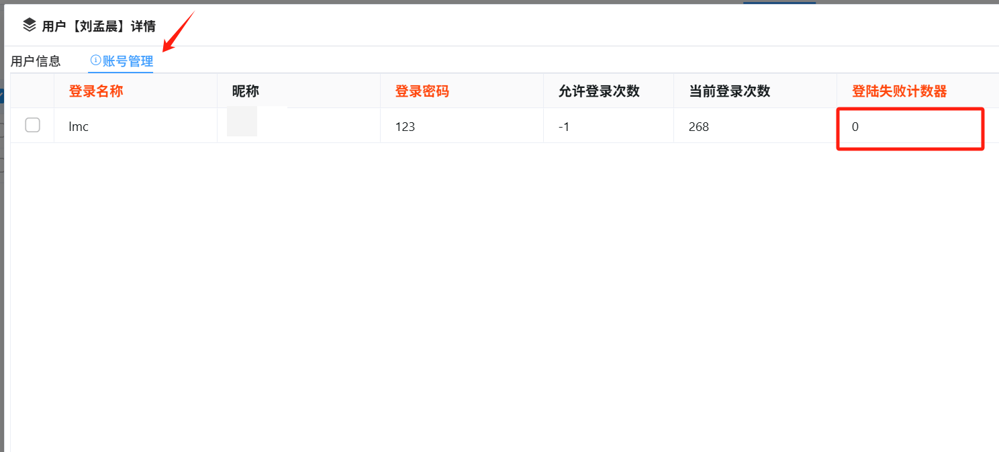 用户【刘孟晨】详情
用户信息 账号管理
登录名称 昵称 登录密码 允许登录次数 当前登录次数 登陆失败计数器
lmc 123 -1 268 0